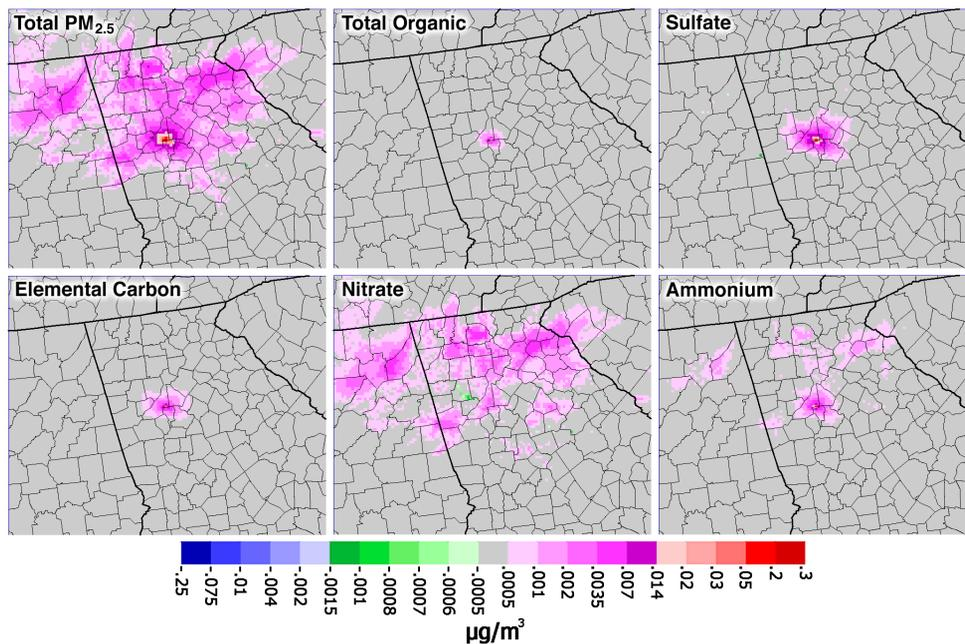 Total PM2.5
Total Organic
Sulfate
Elemental Carbon
Nitrate
Ammonium
.25 .075 .01 .004 .002 .0015 .001 .0008 .0007 .0006 .0005 .0005 .001 .002 .0035 .007 .014 .02 .03 .05 .2 .3
µg/m³